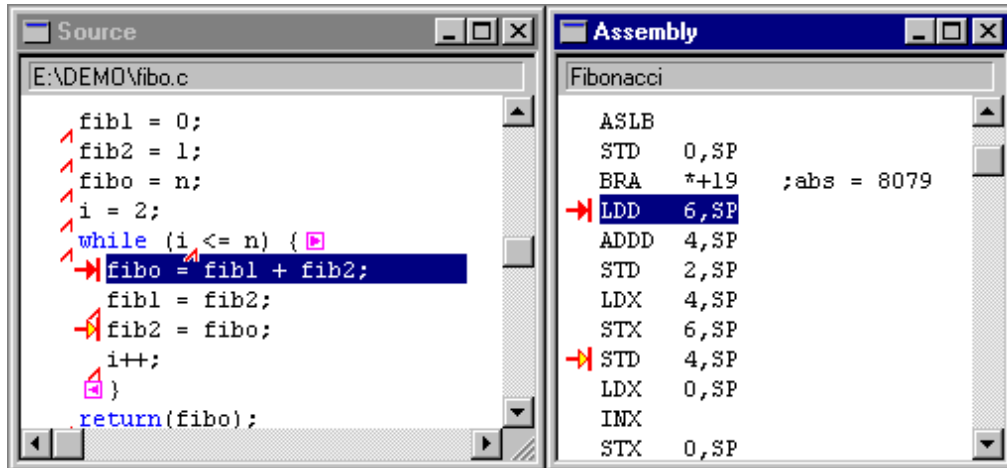 Source
E:\DEMO\fibo.c
fib1 = 0;
fib2 = 1;
fibo = n;
i = 2;
while (i <= n) {
fibo = fib1 + fib2;
fib1 = fib2;
fib2 = fibo;
i++;
}
return(fibo);
Assembly
Fibonacci
ASLB
STD 0,SP
BRA *+19 ;abs = 8079
LDD 6,SP
ADDD 4,SP
STD 2,SP
LDX 4,SP
STX 6,SP
STD 4,SP
LDX 0,SP
INX
STX 0,SP